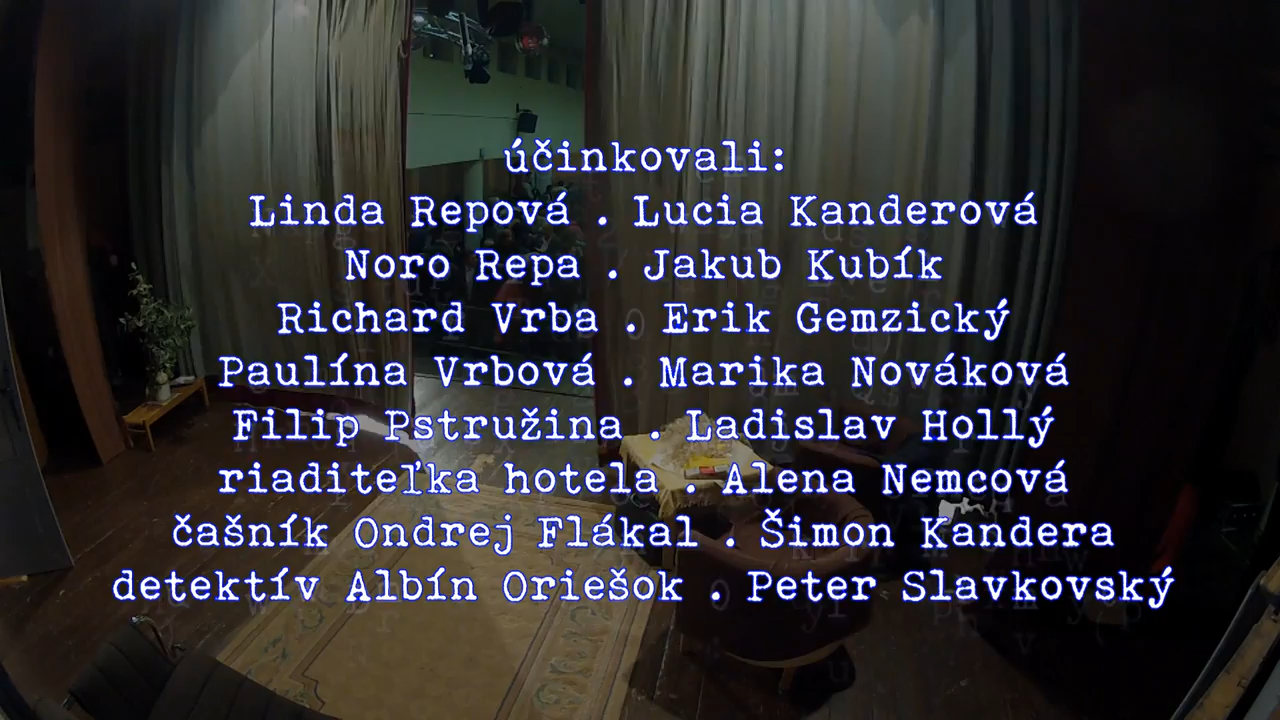 účinkovali:
Linda Repová . Lucia Kanderová
Noro Repa . Jakub Kubík
Richard Vrba . Erik Gemzický
Paulína Vrbová . Marika Nováková
Filip Pstružina . Ladislav Hollý
riaditeľka hotela . Alena Nemcová
čašník Ondrej Flákal . Šimon Kandera
detektív Albín Oriešok . Peter Slavkovský